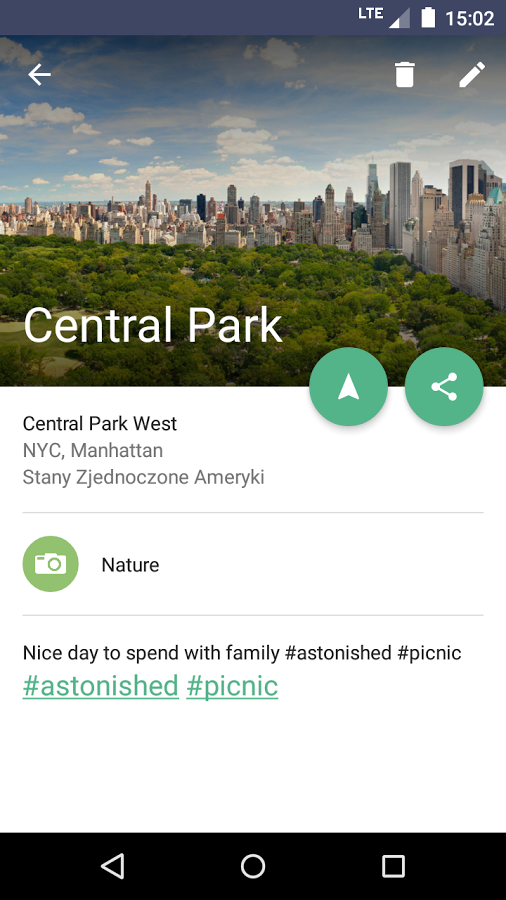 LTE 15:02
Central Park
Central Park West
NYC, Manhattan
Stany Zjednoczone Ameryki
Nature
Nice day to spend with family #astonished #picnic
#astonished #picnic